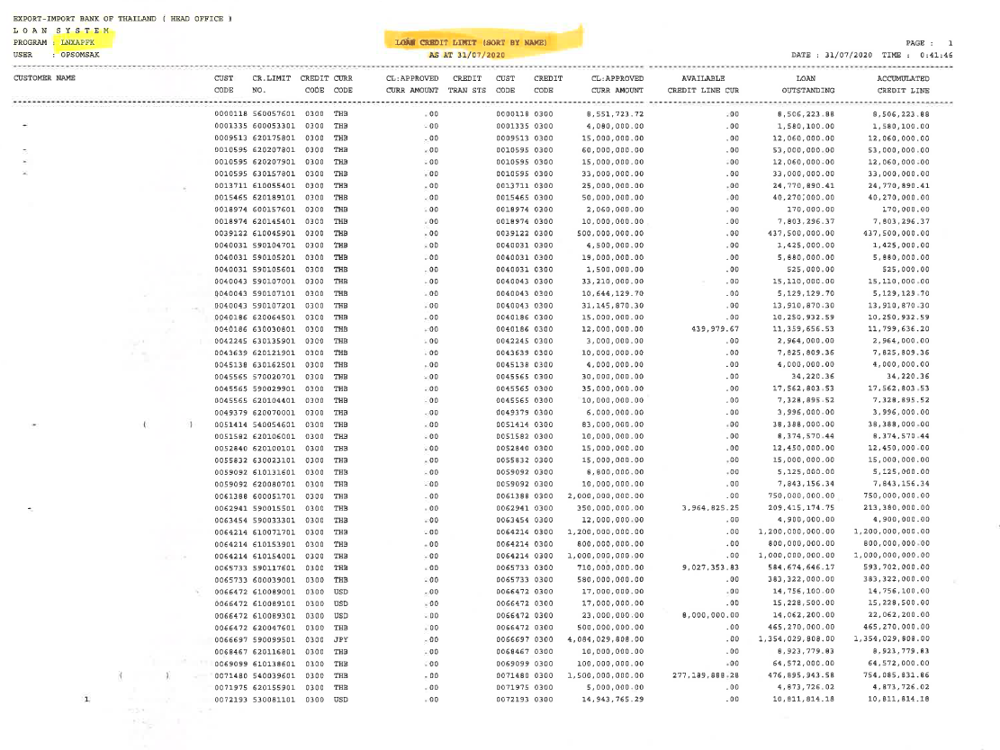 EXPORT-IMPORT BANK OF THAILAND ( HEAD OFFICE )
L O A N   S Y S T E M
PROGRAM : LNXAPFK   LOAN CREDIT LIMIT (SORT BY NAME)   PAGE : 1
USER : OPSOMSAK   AS AT 31/07/2020   DATE : 31/07/2020 TIME : 0:41:46
CUSTOMER NAME   CUST   CR.LIMIT   CREDIT CURR   CL:APPROVED   CREDIT   CUST   CREDIT   CL:APPROVED   AVAILABLE   LOAN   ACCUMULATED
CODE   NO.   CODE CODE   CURR AMOUNT   TRAN STS   CODE   CODE   CURR AMOUNT   CREDIT LINE CUR   OUTSTANDING   CREDIT LINE
0000118 560057601 0300 THB .00 0000118 0300 8,551,723.72 .00 8,506,223.88 8,506,223.88
0001335 600053301 0300 THB .00 0001335 0300 4,080,000.00 .00 1,580,100.00 1,580,100.00
0009513 620175801 0300 THB .00 0009513 0300 15,000,000.00 .00 12,060,000.00 12,060,000.00
0010595 620207801 0300 THB .00 0010595 0300 60,000,000.00 .00 53,000,000.00 53,000,000.00
0010595 620207901 0300 THB .00 0010595 0300 15,000,000.00 .00 12,060,000.00 12,060,000.00
0010595 630157801 0300 THB .00 0010595 0300 33,000,000.00 .00 33,000,000.00 33,000,000.00
0013711 610055401 0300 THB .00 0013711 0300 25,000,000.00 .00 24,770,890.41 24,770,890.41
0015465 620189101 0300 THB .00 0015465 0300 50,000,000.00 .00 40,270,000.00 40,270,000.00
0018974 600157601 0300 THB .00 0018974 0300 2,060,000.00 .00 170,000.00 170,000.00
0018974 620145401 0300 THB .00 0018974 0300 10,000,000.00 .00 7,803,296.37 7,803,296.37
0039122 610045901 0300 THB .00 0039122 0300 500,000,000.00 .00 437,500,000.00 437,500,000.00
0040031 590104701 0300 THB .00 0040031 0300 4,500,000.00 .00 1,425,000.00 1,425,000.00
0040031 590105201 0300 THB .00 0040031 0300 19,000,000.00 .00 5,880,000.00 5,880,000.00
0040031 590105601 0300 THB .00 0040031 0300 1,500,000.00 .00 525,000.00 525,000.00
0040043 590107001 0300 THB .00 0040043 0300 33,210,000.00 .00 15,110,000.00 15,110,000.00
0040043 590107101 0300 THB .00 0040043 0300 10,644,129.70 .00 5,129,129.70 5,129,129.70
0040043 590107201 0300 THB .00 0040043 0300 31,145,870.30 .00 13,910,870.30 13,910,870.30
0040186 620064501 0300 THB .00 0040186 0300 15,000,000.00 .00 10,250,932.59 10,250,932.59
0040186 630030801 0300 THB .00 0040186 0300 12,000,000.00 439,979.67 11,359,656.53 11,799,636.20
0042245 630135901 0300 THB .00 0042245 0300 3,000,000.00 .00 2,964,000.00 2,964,000.00
0043639 620121901 0300 THB .00 0043639 0300 10,000,000.00 .00 7,825,809.36 7,825,809.36
0045138 630162501 0300 THB .00 0045138 0300 4,000,000.00 .00 4,000,000.00 4,000,000.00
0045565 570020701 0300 THB .00 0045565 0300 30,000,000.00 .00 34,220.36 34,220.36
0045565 590029901 0300 THB .00 0045565 0300 35,000,000.00 .00 17,562,803.53 17,562,803.53
0045565 620104401 0300 THB .00 0045565 0300 10,000,000.00 .00 7,328,895.52 7,328,895.52
0049379 620070001 0300 THB .00 0049379 0300 6,000,000.00 .00 3,996,000.00 3,996,000.00
( ) 0051414 540054601 0300 THB .00 0051414 0300 83,000,000.00 .00 38,388,000.00 38,388,000.00
0051582 620106001 0300 THB .00 0051582 0300 10,000,000.00 .00 8,374,570.44 8,374,570.44
0052840 620100101 0300 THB .00 0052840 0300 15,000,000.00 .00 12,450,000.00 12,450,000.00
0055832 630023101 0300 THB .00 0055832 0300 15,000,000.00 .00 15,000,000.00 15,000,000.00
0059092 610131601 0300 THB .00 0059092 0300 8,800,000.00 .00 5,125,000.00 5,125,000.00
0059092 620080701 0300 THB .00 0059092 0300 10,000,000.00 .00 7,843,156.34 7,843,156.34
0061388 600051701 0300 THB .00 0061388 0300 2,000,000,000.00 .00 750,000,000.00 750,000,000.00
0062941 590015501 0300 THB .00 0062941 0300 350,000,000.00 3,964,825.25 209,415,174.75 213,380,000.00
0063454 590033301 0300 THB .00 0063454 0300 12,000,000.00 .00 4,900,000.00 4,900,000.00
0064214 610071701 0300 THB .00 0064214 0300 1,200,000,000.00 .00 1,200,000,000.00 1,200,000,000.00
0064214 610153901 0300 THB .00 0064214 0300 800,000,000.00 .00 800,000,000.00 800,000,000.00
0064214 610154001 0300 THB .00 0064214 0300 1,000,000,000.00 .00 1,000,000,000.00 1,000,000,000.00
0065733 590117601 0300 THB .00 0065733 0300 710,000,000.00 9,027,353.83 584,674,646.17 593,702,000.00
0065733 600039001 0300 THB .00 0065733 0300 580,000,000.00 .00 383,322,000.00 383,322,000.00
0066472 610089001 0300 USD .00 0066472 0300 17,000,000.00 .00 14,756,100.00 14,756,100.00
0066472 610089101 0300 USD .00 0066472 0300 17,000,000.00 .00 15,228,500.00 15,228,500.00
0066472 610089301 0300 USD .00 0066472 0300 23,000,000.00 8,000,000.00 14,062,200.00 22,062,200.00
0066472 620047601 0300 THB .00 0066472 0300 500,000,000.00 .00 465,270,000.00 465,270,000.00
0066697 590099501 0300 JPY .00 0066697 0300 4,084,029,808.00 .00 1,354,029,808.00 1,354,029,808.00
0068467 620116801 0300 THB .00 0068467 0300 10,000,000.00 .00 8,923,779.83 8,923,779.83
0069099 610138601 0300 THB .00 0069099 0300 100,000,000.00 .00 64,572,000.00 64,572,000.00
( ) 0071480 540039601 0300 THB .00 0071480 0300 1,500,000,000.00 277,189,888.28 476,895,943.58 754,085,831.86
0071975 620155901 0300 THB .00 0071975 0300 5,000,000.00 .00 4,873,726.02 4,873,726.02
1 0072193 530081101 0300 USD .00 0072193 0300 14,943,765.29 .00 10,811,814.18 10,811,814.18